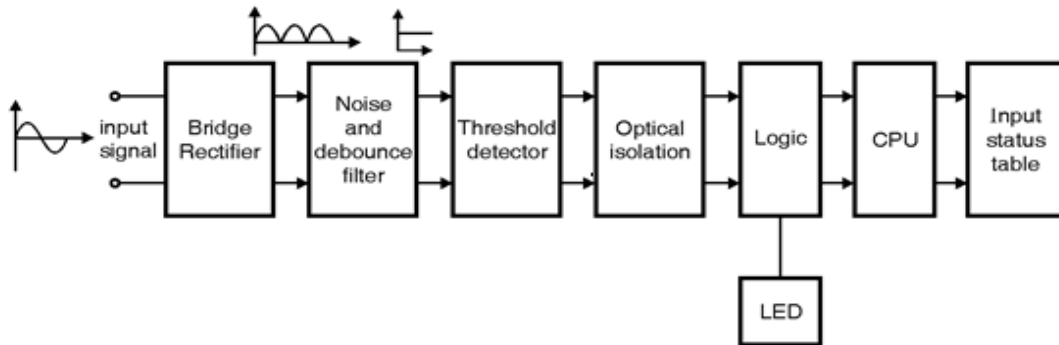 input
signal
Bridge
Rectifier
Noise
and
debounce
filter
Threshold
detector
Optical
isolation
Logic
CPU
Input
status
table
LED